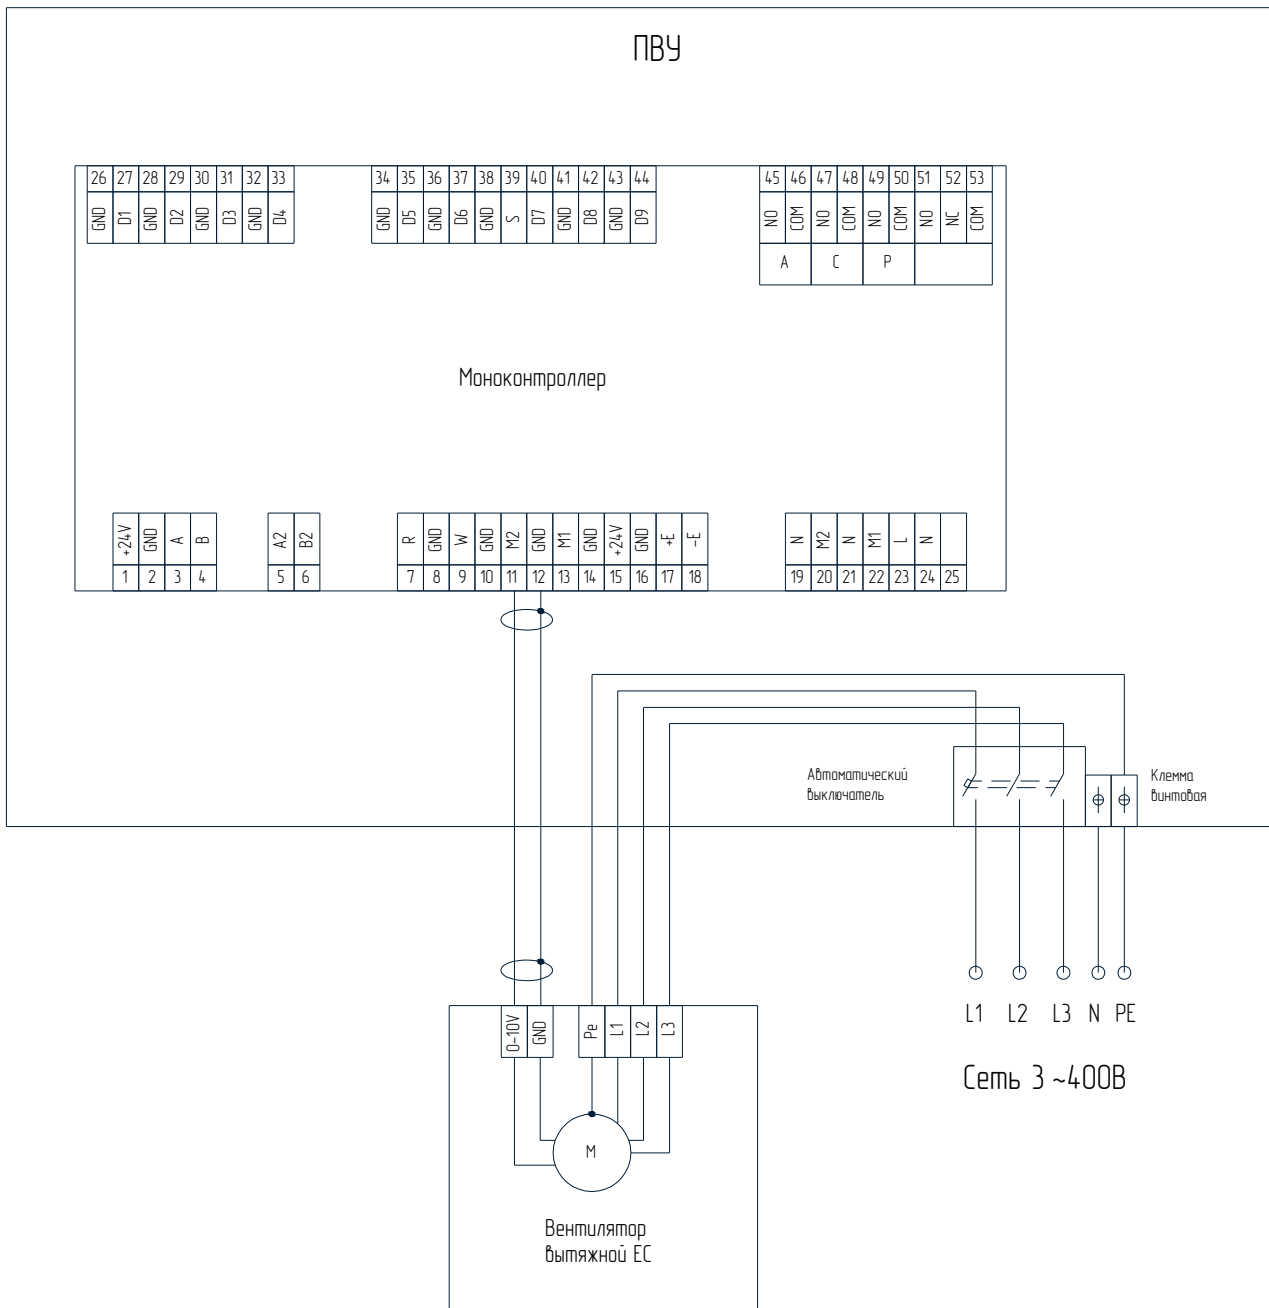 ПВУ
26 27 28 29 30 31 32 33 34 35 36 37 38 39 40 41 42 43 44 45 46 47 48 49 50 51 52 53
GND D1 GND D2 GND D3 GND D4 GND D5 GND D6 GND S D7 GND D8 GND D9 NO COM NO COM NO COM NO NC COM
A C P
Моноконтроллер
+24V GND A B A2 B2 R GND W GND M2 GND M1 GND +24V GND +E -E N M2 N M1 L N
1 2 3 4 5 6 7 8 9 10 11 12 13 14 15 16 17 18 19 20 21 22 23 24 25
Автоматический
выключатель
Клемма
винтовая
0-10V GND Pe L1 L2 L3
L1 L2 L3 N PE
Сеть 3 ~400В
М
Вентилятор
вытяжной ЕС